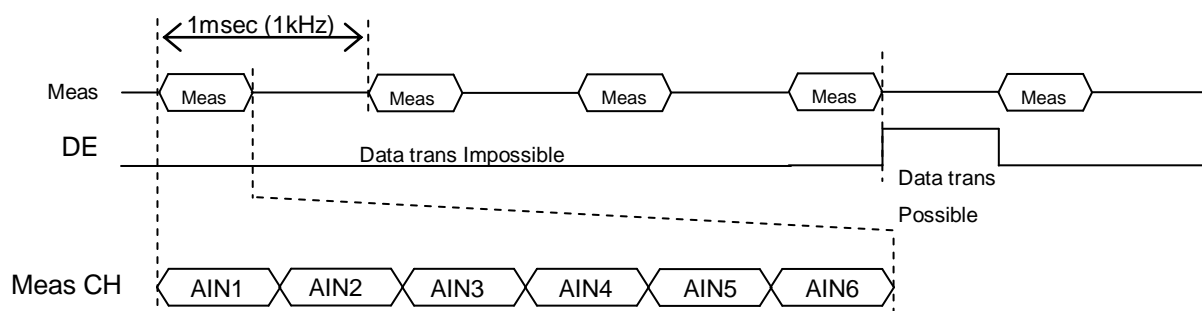 1msec (1kHz)
Meas Meas Meas Meas Meas Meas
DE Data trans Impossible
Data trans
Possible
Meas CH AIN1 AIN2 AIN3 AIN4 AIN5 AIN6